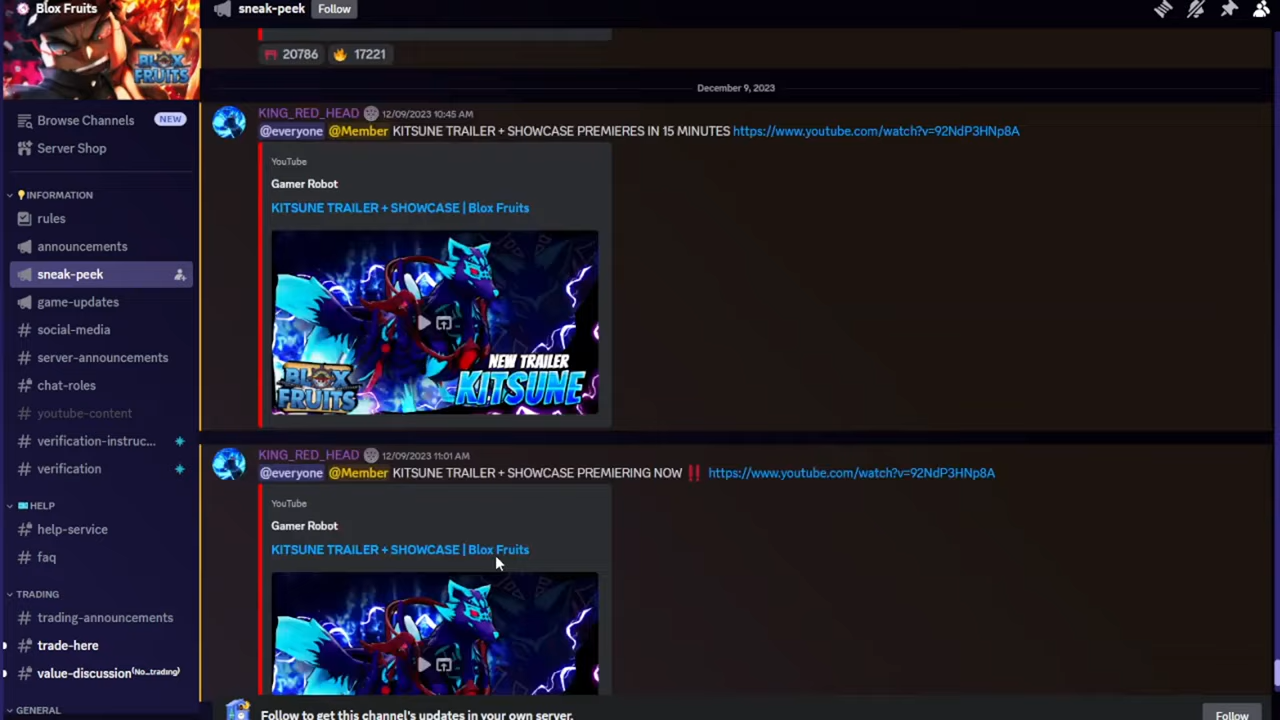 Blox Fruits
BLOX FRUITS
Browse Channels
NEW
Server Shop
INFORMATION
rules
announcements
sneak-peek
game-updates
social-media
server-announcements
chat-roles
youtube-content
verification-instruc...
verification
HELP
help-service
faq
TRADING
trading-announcements
trade-here
value-discussion(No_trading)
GENERAL
sneak-peek
Follow
20786
17221
December 9, 2023
KING_RED_HEAD 12/09/2023 10:45 AM
@everyone @Member KITSUNE TRAILER + SHOWCASE PREMIERES IN 15 MINUTES https://www.youtube.com/watch?v=92NdP3HNp8A
YouTube
Gamer Robot
KITSUNE TRAILER + SHOWCASE | Blox Fruits
NEW TRAILER
BLOX
FRUITS
KITSUNE
KING_RED_HEAD 12/09/2023 11:01 AM
@everyone @Member KITSUNE TRAILER + SHOWCASE PREMIERING NOW ‼ https://www.youtube.com/watch?v=92NdP3HNp8A
YouTube
Gamer Robot
KITSUNE TRAILER + SHOWCASE | Blox Fruits
Follow to get this channel's updates in your own server.
Follow